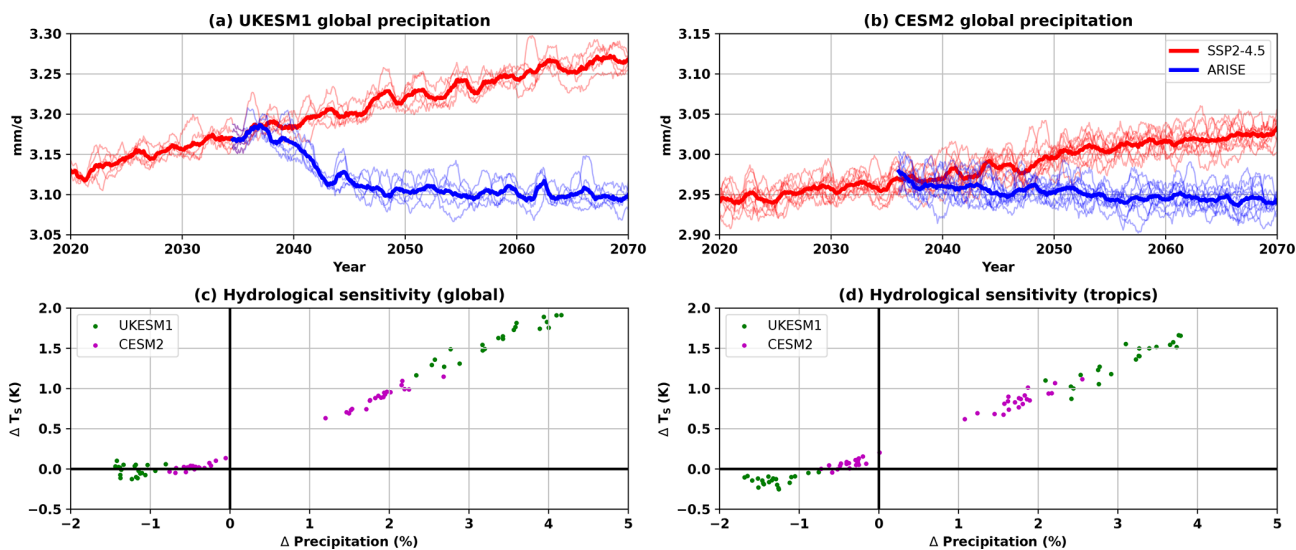 (a) UKESM1 global precipitation
3.30
3.25
3.20
3.15
3.10
3.05
mm/d
2020 2030 2040 2050 2060 2070
Year
(b) CESM2 global precipitation
3.15
3.10
3.05
3.00
2.95
2.90
mm/d
2020 2030 2040 2050 2060 2070
Year
SSP2-4.5
ARISE
(c) Hydrological sensitivity (global)
2.0
1.5
1.0
0.5
0.0
−0.5
Δ TS (K)
UKESM1
CESM2
−2 −1 0 1 2 3 4 5
Δ Precipitation (%)
(d) Hydrological sensitivity (tropics)
2.0
1.5
1.0
0.5
0.0
−0.5
Δ TS (K)
UKESM1
CESM2
−2 −1 0 1 2 3 4 5
Δ Precipitation (%)